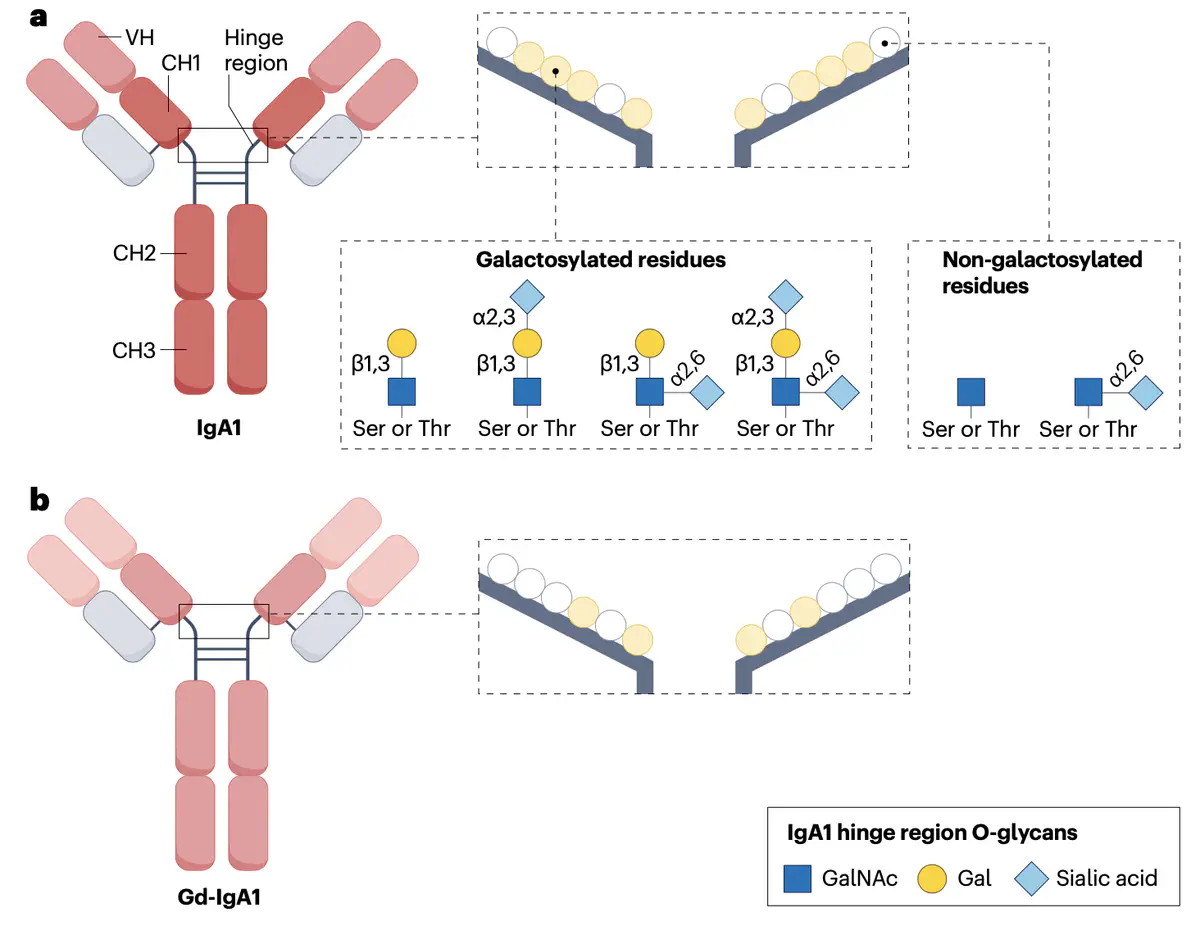 a
VH
CH1
Hinge
region
CH2
CH3
IgA1
Galactosylated residues
β1,3
Ser or Thr
α2,3
β1,3
Ser or Thr
β1,3
α2,6
Ser or Thr
α2,3
β1,3
α2,6
Ser or Thr
Non-galactosylated
residues
Ser or Thr
α2,6
Ser or Thr
b
Gd-IgA1
IgA1 hinge region O-glycans
GalNAc
Gal
Sialic acid